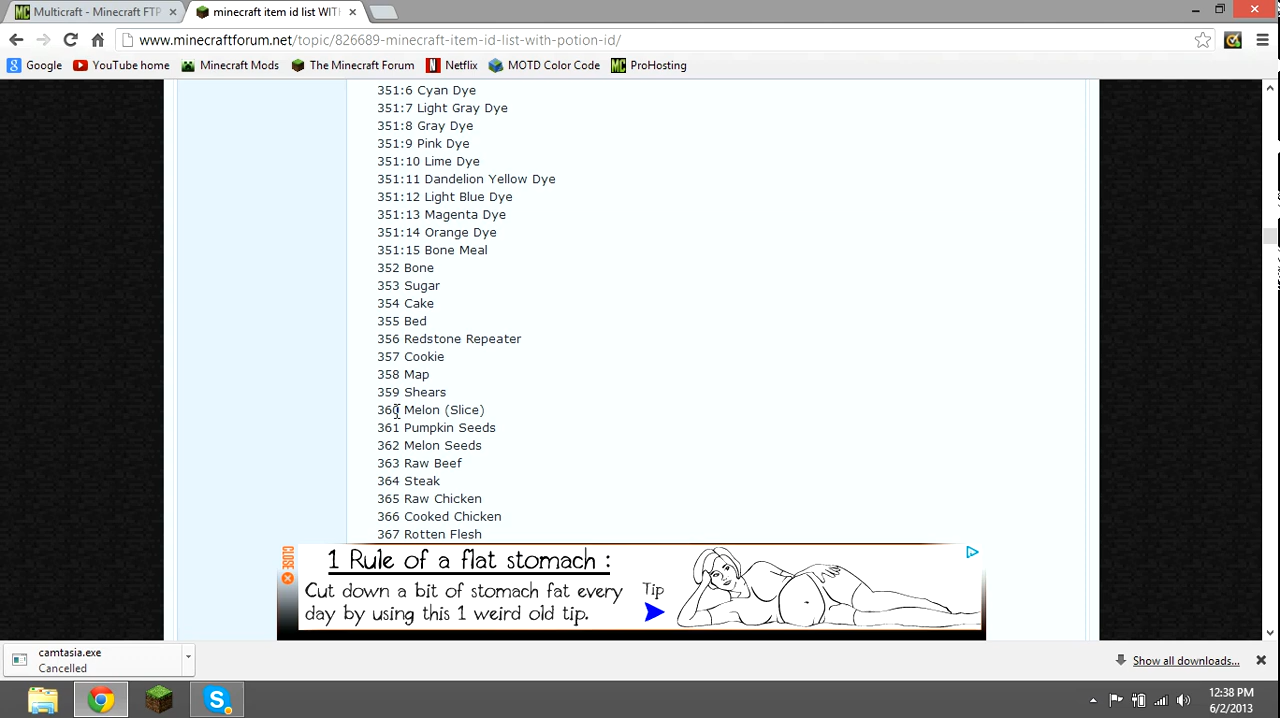 Multicraft - Minecraft FTP
minecraft item id list WITH
www.minecraftforum.net/topic/826689-minecraft-item-id-list-with-potion-id/
Google
YouTube home
Minecraft Mods
The Minecraft Forum
Netflix
MOTD Color Code
ProHosting
351:6 Cyan Dye
351:7 Light Gray Dye
351:8 Gray Dye
351:9 Pink Dye
351:10 Lime Dye
351:11 Dandelion Yellow Dye
351:12 Light Blue Dye
351:13 Magenta Dye
351:14 Orange Dye
351:15 Bone Meal
352 Bone
353 Sugar
354 Cake
355 Bed
356 Redstone Repeater
357 Cookie
358 Map
359 Shears
360 Melon (Slice)
361 Pumpkin Seeds
362 Melon Seeds
363 Raw Beef
364 Steak
365 Raw Chicken
366 Cooked Chicken
367 Rotten Flesh
CLOSE
1 Rule of a flat stomach :
Cut down a bit of stomach fat every
day by using this 1 weird old tip.
Tip
camtasia.exe
Cancelled
Show all downloads...
12:38 PM
6/2/2013